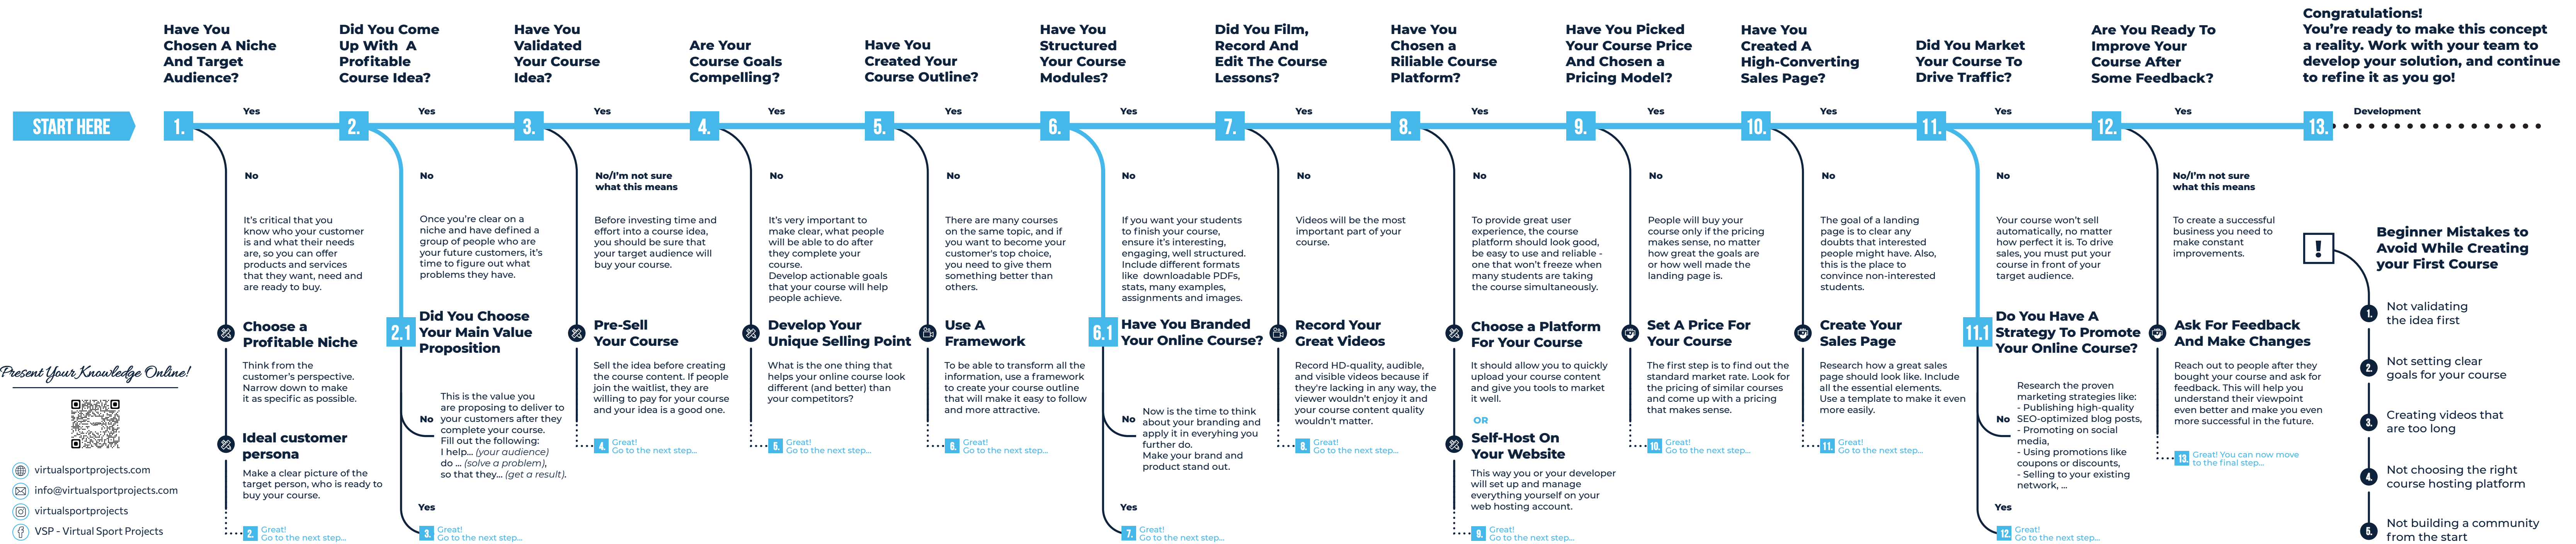 START HERE
Present Your Knowledge Online!
virtualsportprojects.com
info@virtualsportprojects.com
virtualsportprojects
VSP - Virtual Sport Projects
Have You
Chosen A Niche
And Target
Audience?
1.
Yes
No
It's critical that you
know who your customer
is and what their needs
are, so you can offer
products and services
that they want, need and
are ready to buy.
Choose a
Profitable Niche
Think from the
customer's perspective.
Narrow down to make
it as specific as possible.
Ideal customer
persona
Make a clear picture of the
target person, who is ready to
buy your course.
2.
Great!
Go to the next step...
Did You Come
Up With A
Profitable
Course Idea?
2.
Yes
No
Once you're clear on a
niche and have defined a
group of people who are
your future customers, it's
time to figure out what
problems they have.
2.1
Did You Choose
Your Main Value
Proposition
No
This is the value you
are proposing to deliver to
your customers after they
complete your course.
Fill out the following:
I help... (your audience)
do ... (solve a problem),
so that they... (get a result).
Yes
3.
Great!
Go to the next step...
Have You
Validated
Your Course
Idea?
3.
Yes
No/I'm not sure
what this means
Before investing time and
effort into a course idea,
you should be sure that
your target audience will
buy your course.
Pre-Sell
Your Course
Sell the idea before creating
the course content. If people
join the waitlist, they are
willing to pay for your course
and your idea is a good one.
4.
Great!
Go to the next step...
Are Your
Course Goals
Compelling?
4.
Yes
No
It's very important to
make clear, what people
will be able to do after
they complete your
course.
Develop actionable goals
that your course will help
people achieve.
Develop Your
Unique Selling Point
What is the one thing that
helps your online course look
different (and better) than
your competitors?
5.
Great!
Go to the next step...
Have You
Created Your
Course Outline?
5.
Yes
No
There are many courses
on the same topic, and if
you want to become your
customer's top choice,
you need to give them
something better than
others.
Use A
Framework
To be able to transform all the
information, use a framework
to create your course outline
that will make it easy to follow
and more attractive.
6.
Great!
Go to the next step...
Have You
Structured
Your Course
Modules?
6.
Yes
No
If you want your students
to finish your course,
ensure it's interesting,
engaging, well structured.
Include different formats
like downloadable PDFs,
stats, many examples,
assignments and images.
6.1
Have You Branded
Your Online Course?
No
Now is the time to think
about your branding and
apply it in everyhing you
further do.
Make your brand and
product stand out.
Yes
7.
Great!
Go to the next step...
Did You Film,
Record And
Edit The Course
Lessons?
7.
Yes
No
Videos will be the most
important part of your
course.
Record Your
Great Videos
Record HD-quality, audible,
and visible videos because if
they're lacking in any way, the
viewer wouldn't enjoy it and
your course content quality
wouldn't matter.
8.
Great!
Go to the next step...
Have You
Chosen a
Riliable Course
Platform?
8.
Yes
No
To provide great user
experience, the course
platform should look good,
be easy to use and reliable -
one that won't freeze when
many students are taking
the course simultaneously.
Choose a Platform
For Your Course
It should allow you to quickly
upload your course content
and give you tools to market
it well.
OR
Self-Host On
Your Website
This way you or your developer
will set up and manage
everything yourself on your
web hosting account.
9.
Great!
Go to the next step...
Have You Picked
Your Course Price
And Chosen a
Pricing Model?
9.
Yes
No
People will buy your
course only if the pricing
makes sense, no matter
how great the goals are
or how well made the
landing page is.
Set A Price For
Your Course
The first step is to find out the
standard market rate. Look for
the pricing of similar courses
and come up with a pricing
that makes sense.
10.
Great!
Go to the next step...
Have You
Created A
High-Converting
Sales Page?
10.
Yes
No
The goal of a landing
page is to clear any
doubts that interested
people might have. Also,
this is the place to
convince non-interested
students.
Create Your
Sales Page
Research how a great sales
page should look like. Include
all the essential elements.
Use a template to make it even
more easily.
11.
Great!
Go to the next step...
Did You Market
Your Course To
Drive Traffic?
11.
Yes
No
Your course won't sell
automatically, no matter
how perfect it is. To drive
sales, you must put your
course in front of your
target audience.
11.1
Do You Have A
Strategy To Promote
Your Online Course?
No
Research the proven
marketing strategies like:
- Publishing high-quality
SEO-optimized blog posts,
- Promoting on social
media,
- Using promotions like
coupons or discounts,
- Selling to your existing
network, ...
Yes
12.
Great!
Go to the next step...
Are You Ready To
Improve Your
Course After
Some Feedback?
12.
Yes
No/I'm not sure
what this means
To create a successful
business you need to
make constant
improvements.
Ask For Feedback
And Make Changes
Reach out to people after they
bought your course and ask for
feedback. This will help you
understand their viewpoint
even better and make you even
more successful in the future.
13.
Great! You can now move
to the final step...
Congratulations!
You're ready to make this concept
a reality. Work with your team to
develop your solution, and continue
to refine it as you go!
13.
Development
!
Beginner Mistakes to
Avoid While Creating
your First Course
1.
Not validating
the idea first
2.
Not setting clear
goals for your course
3.
Creating videos that
are too long
4.
Not choosing the right
course hosting platform
5.
Not building a community
from the start